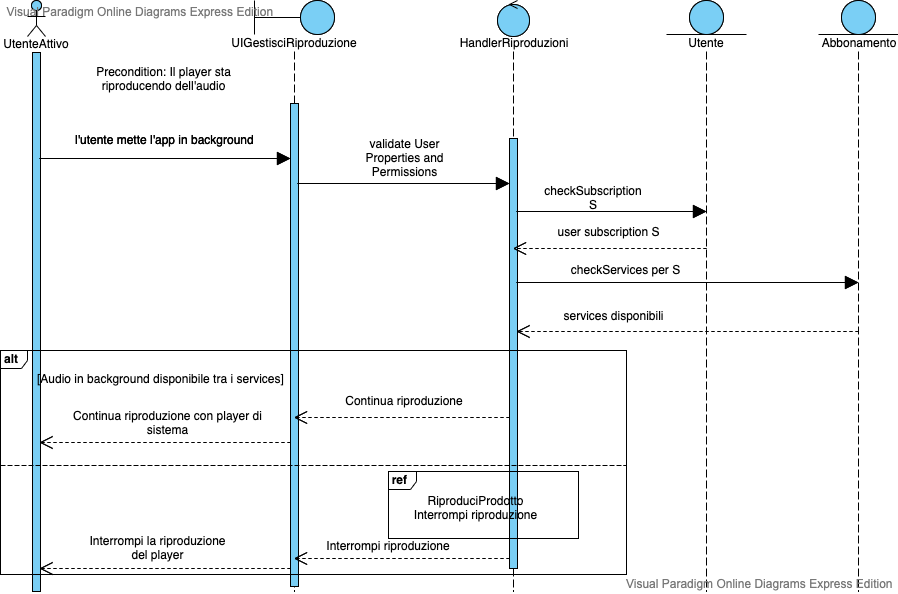 Visual Paradigm Online Diagrams Express Edition
UtenteAttivo
UIGestisciRiproduzione
HandlerRiproduzioni
Utente
Abbonamento
Precondition: Il player sta
riproducendo dell'audio
l'utente mette l'app in background
validate User
Properties and
Permissions
checkSubscription
S
user subscription S
checkServices per S
services disponibili
alt
[Audio in background disponibile tra i services]
Continua riproduzione
Continua riproduzione con player di
sistema
ref
RiproduciProdotto
Interrompi riproduzione
Interrompi la riproduzione
del player
Interrompi riproduzione
Visual Paradigm Online Diagrams Express Edition